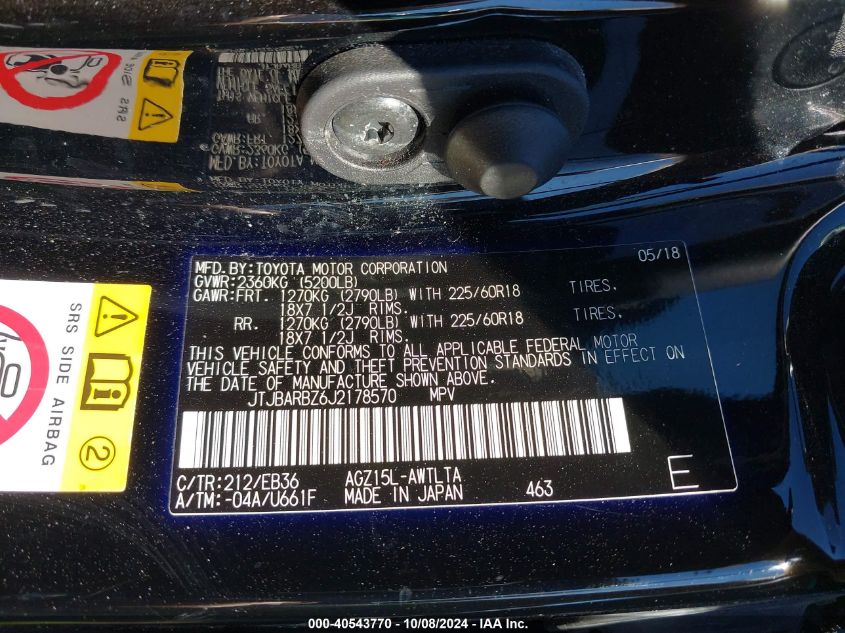 SRS
SRS SIDE AIRBAG
2
MFD.BY:TOYOTA MOTOR CORPORATION 05/18
GVWR:2360KG (5200LB)
GAWR:FRT. 1270KG (2790LB) WITH 225/60R18 TIRES.
18X7 1/2J RIMS.
RR. 1270KG (2790LB) WITH 225/60R18 TIRES.
18X7 1/2J RIMS.
THIS VEHICLE CONFORMS TO ALL APPLICABLE FEDERAL MOTOR
VEHICLE SAFETY AND THEFT PREVENTION STANDARDS IN EFFECT ON
THE DATE OF MANUFACTURE SHOWN ABOVE.
JTJBARBZ6J2178570 MPV
C/TR:212/EB36 AGZ15L-AWTLTA
A/TM:-04A/U661F MADE IN JAPAN 463 E
000-40543770 - 10/08/2024 - © IAA Inc.